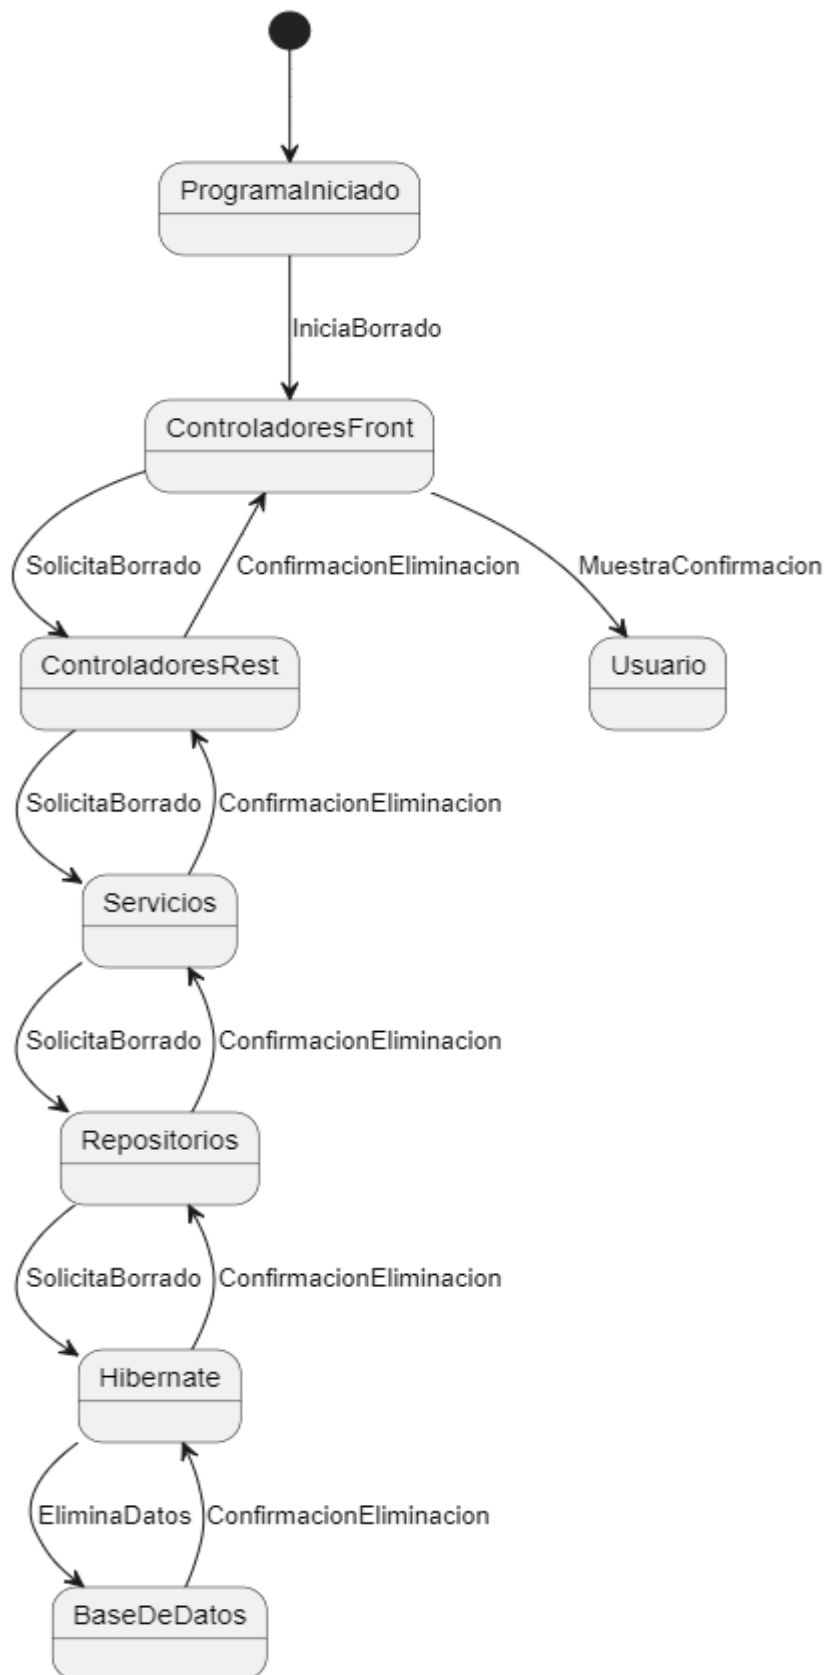 ProgramaIniciado
IniciaBorrado
ControladoresFront
SolicitaBorrado
ConfirmacionEliminacion
MuestraConfirmacion
ControladoresRest
Usuario
SolicitaBorrado
ConfirmacionEliminacion
Servicios
SolicitaBorrado
ConfirmacionEliminacion
Repositorios
SolicitaBorrado
ConfirmacionEliminacion
Hibernate
EliminaDatos
ConfirmacionEliminacion
BaseDeDatos